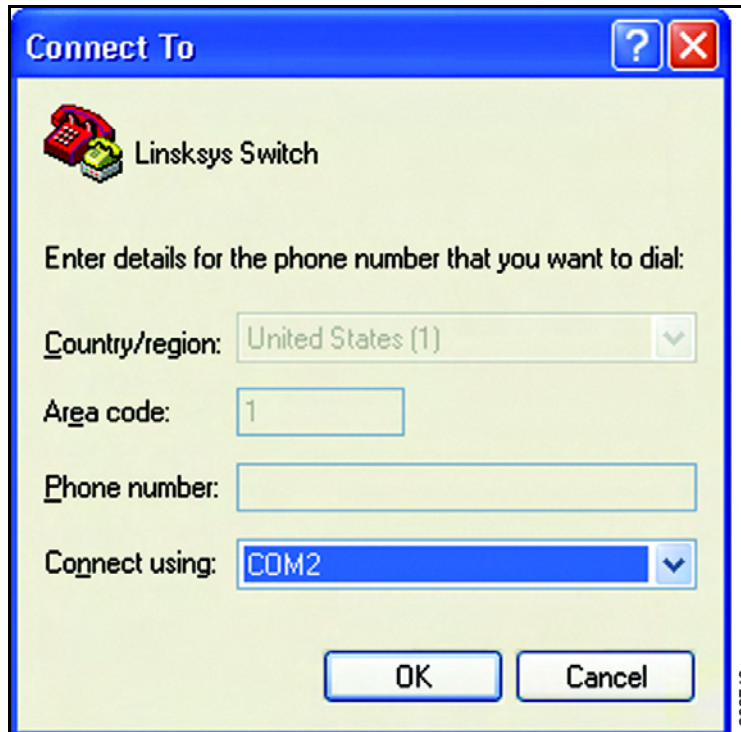 Connect To
?
Linsksys Switch
Enter details for the phone number that you want to dial:
Country/region: United States (1)
Area code: 1
Phone number:
Connect using: COM2
OK Cancel